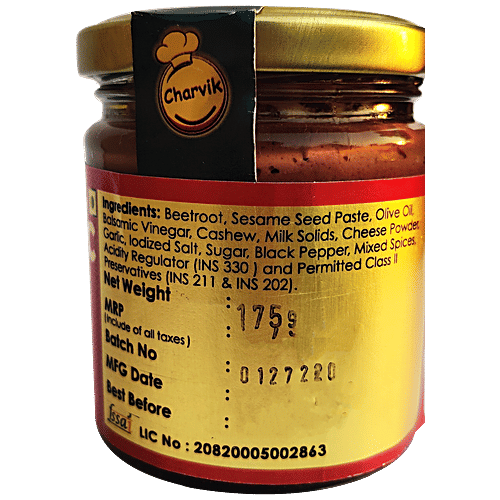 Charvik
Ingredients: Beetroot, Sesame Seed Paste, Olive Oil,
Balsamic Vinegar, Cashew, Milk Solids, Cheese Powder,
Garlic, Iodized Salt, Sugar, Black Pepper, Mixed Spices,
Acidity Regulator (INS 330 ) and Permitted Class II
Preservatives (INS 211 & INS 202).
Net Weight : 175g
MRP
(include of all taxes) :
Batch No : 0127220
MFG Date
Best Before :
fssai LIC No : 20820005002863